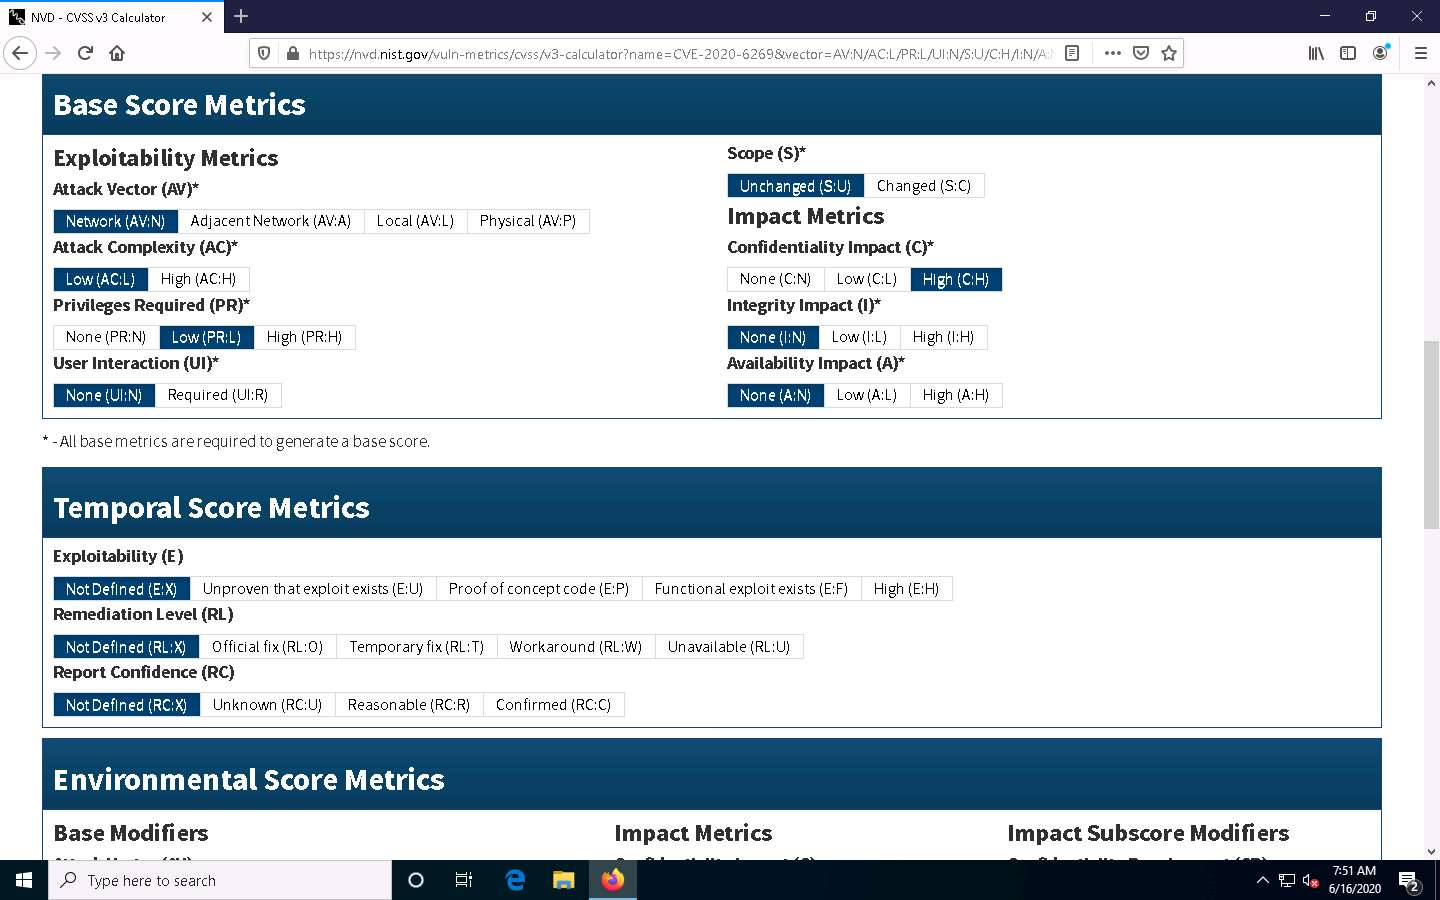 NVD - CVSS v3 Calculator
https://nvd.nist.gov/vuln-metrics/cvss/v3-calculator?name=CVE-2020-6269&vector=AV:N/AC:L/PR:L/UI:N/S:U/C:H/I:N/A
Base Score Metrics
Exploitability Metrics
Attack Vector (AV)*
Network (AV:N) Adjacent Network (AV:A) Local (AV:L) Physical (AV:P)
Attack Complexity (AC)*
Low (AC:L) High (AC:H)
Privileges Required (PR)*
None (PR:N) Low (PR:L) High (PR:H)
User Interaction (UI)*
None (UI:N) Required (UI:R)
Scope (S)*
Unchanged (S:U) Changed (S:C)
Impact Metrics
Confidentiality Impact (C)*
None (C:N) Low (C:L) High (C:H)
Integrity Impact (I)*
None (I:N) Low (I:L) High (I:H)
Availability Impact (A)*
None (A:N) Low (A:L) High (A:H)
* - All base metrics are required to generate a base score.
Temporal Score Metrics
Exploitability (E)
Not Defined (E:X) Unproven that exploit exists (E:U) Proof of concept code (E:P) Functional exploit exists (E:F) High (E:H)
Remediation Level (RL)
Not Defined (RL:X) Official fix (RL:O) Temporary fix (RL:T) Workaround (RL:W) Unavailable (RL:U)
Report Confidence (RC)
Not Defined (RC:X) Unknown (RC:U) Reasonable (RC:R) Confirmed (RC:C)
Environmental Score Metrics
Base Modifiers
Impact Metrics
Impact Subscore Modifiers
Type here to search
7:51 AM
6/16/2020
2